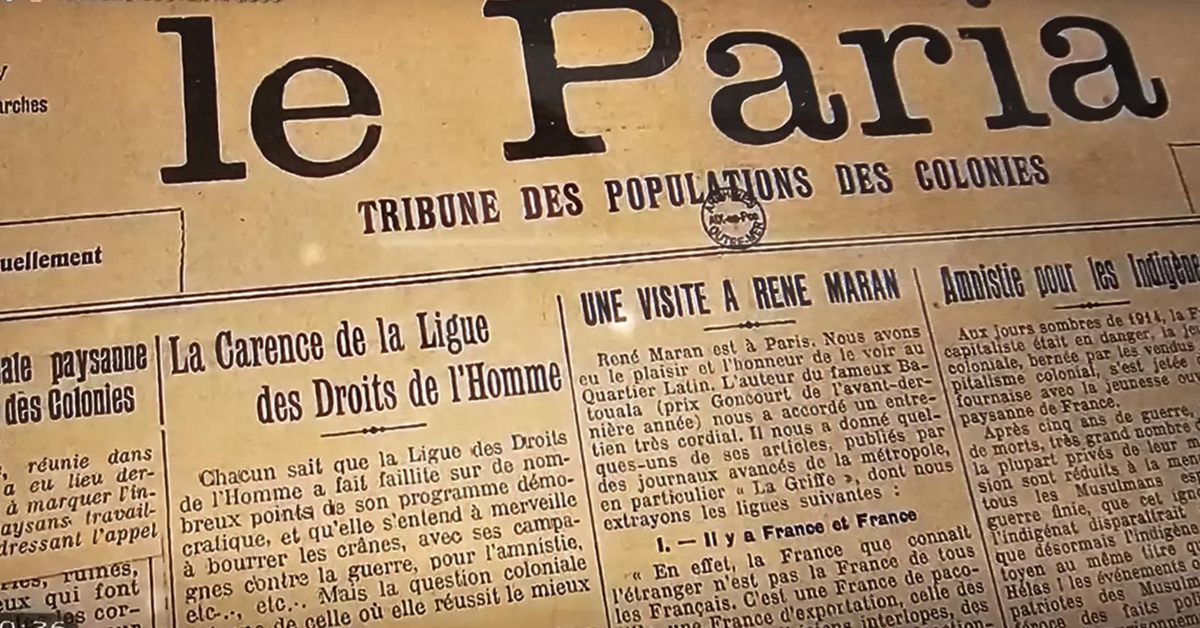 le Paria
TRIBUNE DES POPULATIONS DES COLONIES
OUTRE-MER
arches
uellement
ale paysanne
des Colonies
, réunie dans
a eu lieu der-
à marquer l'in-
aysans, travail-
dressant l'appel
ruines,
eux qui font
les cor-
La Carence de la Ligue
des Droits de l'Homme
Chacun sait que la Ligue des Droits
de l'Homme a fait faillite sur de nom-
breux points de son programme démo-
cratique, et qu'elle s'entend à merveille
à bourrer les crânes, avec ses campa-
gnes contre la guerre, pour l'amnistie,
etc..., etc... Mais la question coloniale
de celle où elle réussit le mieux
UNE VISITE A RENE MARAN
René Maran est à Paris. Nous avons
eu le plaisir et l'honneur de le voir au
Quartier Latin. L'auteur du fameux Ba-
touala (prix Goncourt de l'avant-der-
nière année) nous a accordé un entre-
tien très cordial. Il nous a donné quel-
ques-uns de ses articles, publiés par
des journaux avancés de la métropole,
en particulier « La Griffe », dont nous
extrayons les ligues suivantes :
I. — Il y a France et France
« En effet, la France que connaît
l'étranger n'est pas la France de tous
les Français. C'est une France de paco-
une France d'exportation, celle des
interlopes, des
Amnistie pour les Indigène
Aux jours sombres de 1914, la F
capitaliste était en danger, la je
coloniale, bernée par les vendus
pitalisme colonial, s'est jetée
fournaise avec la jeunesse ou
paysanne de France.
Après cinq ans de guerre,
de morts, très grand nombre
la plupart privés de leur
sion sont réduits à la men
tous les Musulmans es
guerre finie, que cet ign
l'indigénat disparaîtrait
que désormais l'indigène
toyen au même titre q
Hélas ! les événements
patriotes des Musulm
des faits po